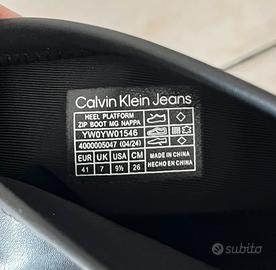 Calvin Klein Jeans
HEEL PLATFORM
ZIP BOOT MG NAPPA
YW0YW01546
4000005047 (04/24)
EUR UK USA CM
41 7 9½ 26
MADE IN CHINA
HECHO EN CHINA
subito